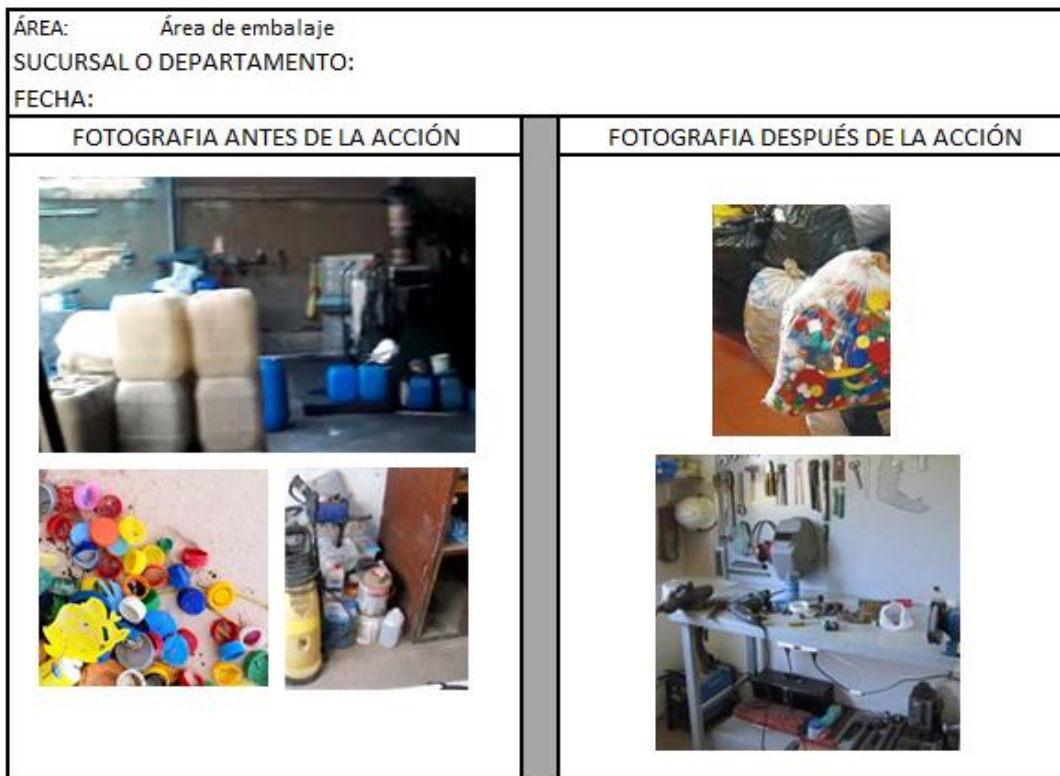 ÁREA: Área de embalaje
SUCURSAL O DEPARTAMENTO:
FECHA:
FOTOGRAFIA ANTES DE LA ACCIÓN
FOTOGRAFIA DESPUÉS DE LA ACCIÓN